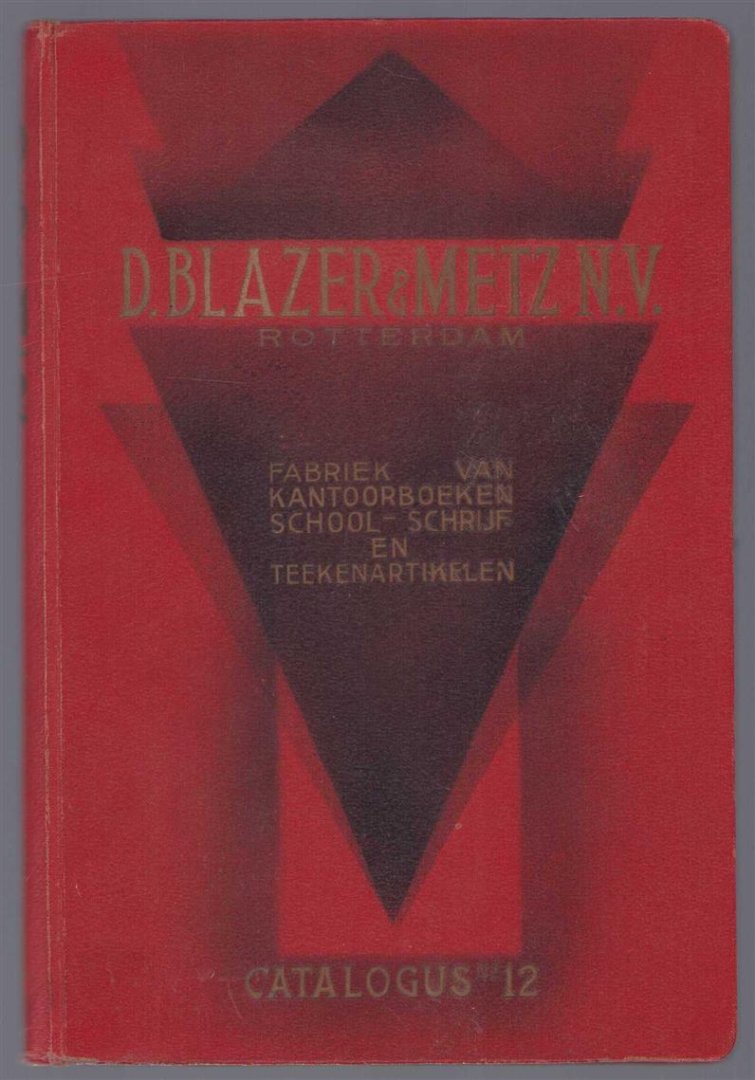 D. BLAZER & METZ N.V.
ROTTERDAM
FABRIEK VAN
KANTOORBOEKEN
SCHOOL- SCHRIJF
EN
TEEKENARTIKELEN
CATALOGUS Nº 12